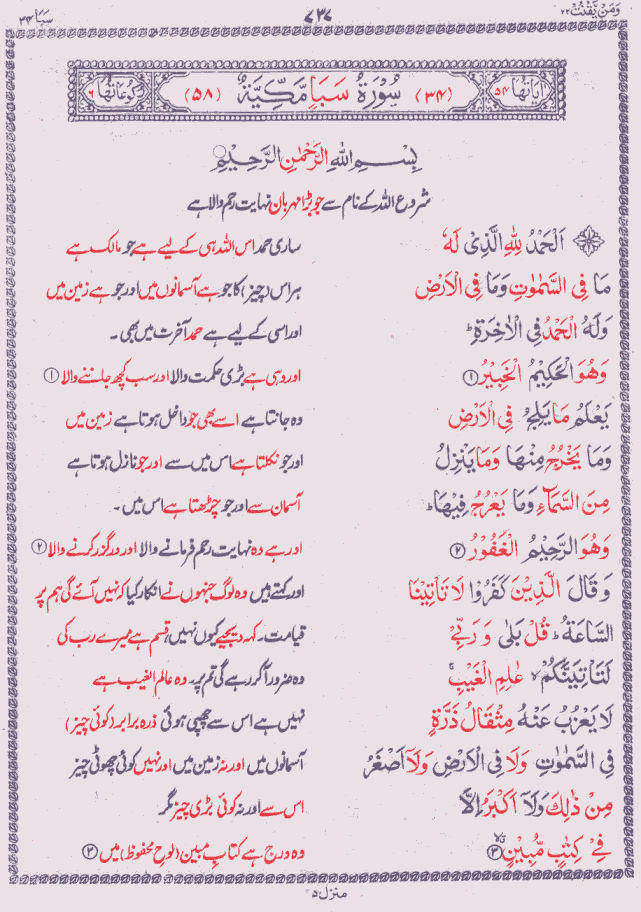 وَمَنْ يَّقْنُتْ ٢٢
٧٣٧
سَبَا ٣٤
اٰیَاتُهَا ٥٤
(٣٤) سُوْرَةُ سَبَاٍ مَّكِّيَّةٌ (٥٨)
رُكُوْعَاتُهَا ٦
بِسْمِ اللّٰهِ الرَّحْمٰنِ الرَّحِيْمِ
شروع اللہ کے نام سے جو بڑا مہربان نہایت رحم والا ہے
اَلْحَمْدُ لِلّٰهِ الَّذِیْ لَهٗ
ساری حمد اس اللہ ہی کے لیے ہے جو مالک ہے
مَا فِی السَّمٰوٰتِ وَمَا فِی الْاَرْضِ
ہر اس (چیز) کا جو ہے آسمانوں میں اور جو ہے زمین میں
وَلَهُ الْحَمْدُ فِی الْاٰخِرَةِ ؕ
اور اسی کے لیے ہے حمد آخرت میں بھی۔
وَهُوَ الْحَكِیْمُ الْخَبِیْرُ ①
اور وہی ہے بڑی حکمت والا اور سب کچھ جاننے والا ①
یَعْلَمُ مَا یَلِجُ فِی الْاَرْضِ
وہ جانتا ہے اسے بھی جو داخل ہوتا ہے زمین میں
وَمَا یَخْرُجُ مِنْهَا وَمَا یَنْزِلُ
اور جو نکلتا ہے اس میں سے اور جو نازل ہوتا ہے
مِنَ السَّمَآءِ وَمَا یَعْرُجُ فِیْهَا ؕ
آسمان سے اور جو چڑھتا ہے اس میں۔
وَهُوَ الرَّحِیْمُ الْغَفُوْرُ ②
اور ہے وہ نہایت رحم فرمانے والا اور درگزر کرنے والا ②
وَقَالَ الَّذِیْنَ كَفَرُوْا لَا تَاْتِیْنَا
اور کہتے ہیں وہ لوگ جنہوں نے انکار کیا کہ نہیں آئے گی ہم پر
السَّاعَةُ ؕ قُلْ بَلٰی وَرَبِّیْ
قیامت۔ کہہ دیجیے کیوں نہیں، قسم ہے میرے رب کی
لَتَاْتِیَنَّكُمْ ۙ عٰلِمِ الْغَیْبِ ۚ
وہ ضرور آ کر رہے گی تم پر۔ وہ عالم الغیب ہے
لَا یَعْزُبُ عَنْهُ مِثْقَالُ ذَرَّةٍ
نہیں ہے اس سے چھپی ہوئی ذرہ برابر (کوئی چیز)
فِی السَّمٰوٰتِ وَلَا فِی الْاَرْضِ وَلَاۤ اَصْغَرُ
آسمانوں میں اور نہ زمین میں اور نہیں کوئی چھوٹی چیز
مِنْ ذٰلِكَ وَلَاۤ اَكْبَرُ اِلَّا
اس سے اور نہ کوئی بڑی چیز مگر
فِیْ كِتٰبٍ مُّبِیْنٍ ③
وہ درج ہے کتاب مبین (لوح محفوظ) میں ③
منزل ٥